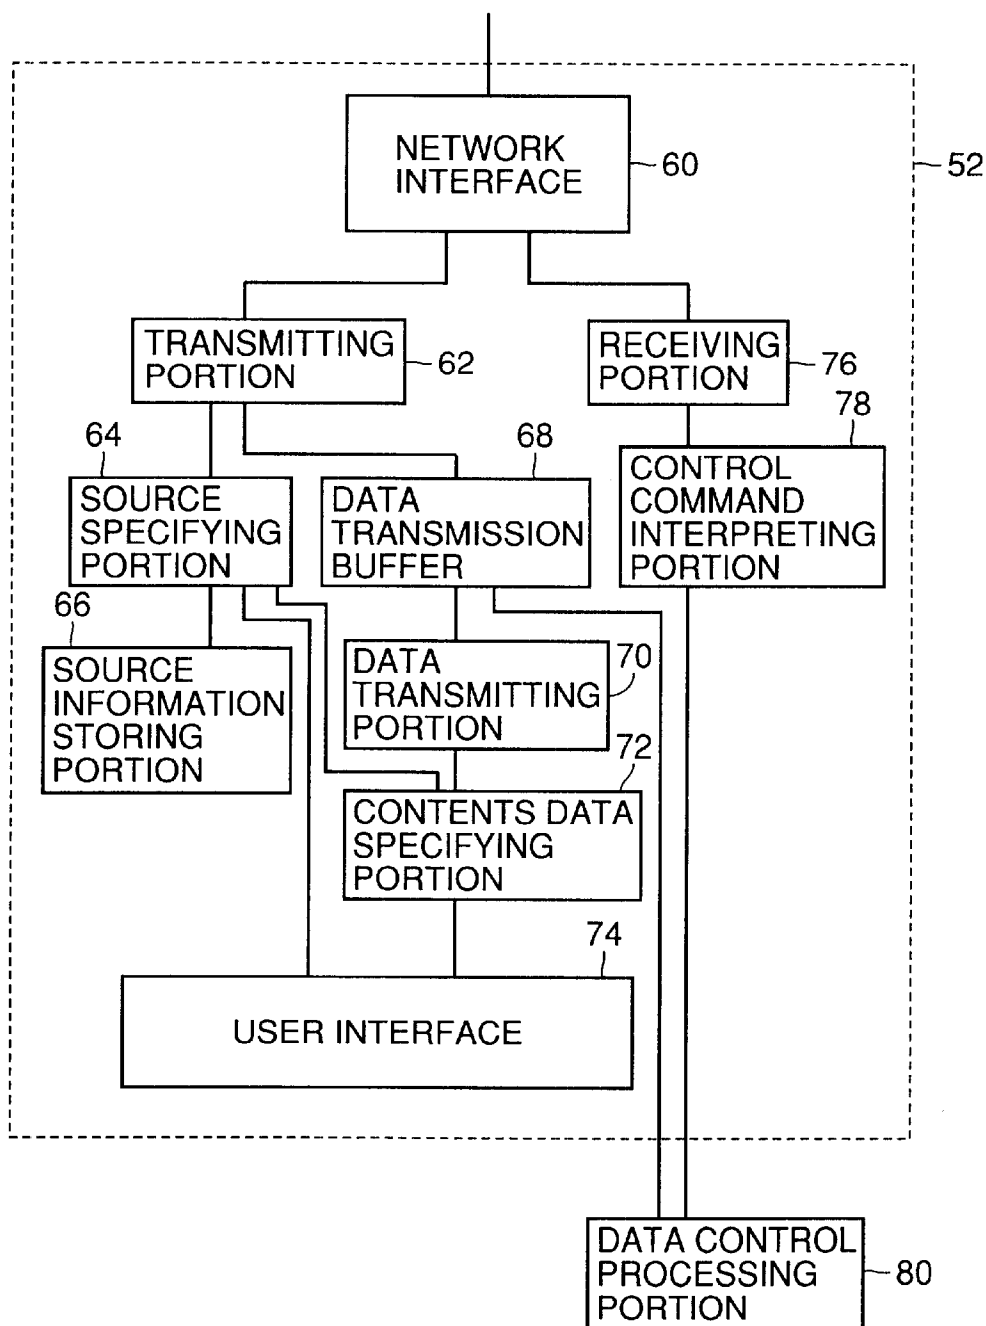 NETWORK
INTERFACE
60
52
TRANSMITTING
PORTION
62
RECEIVING
PORTION
76
64
SOURCE
SPECIFYING
PORTION
68
DATA
TRANSMISSION
BUFFER
78
CONTROL
COMMAND
INTERPRETING
PORTION
66
SOURCE
INFORMATION
STORING
PORTION
DATA
TRANSMITTING
PORTION
70
72
CONTENTS DATA
SPECIFYING
PORTION
74
USER INTERFACE
DATA CONTROL
PROCESSING
PORTION
80